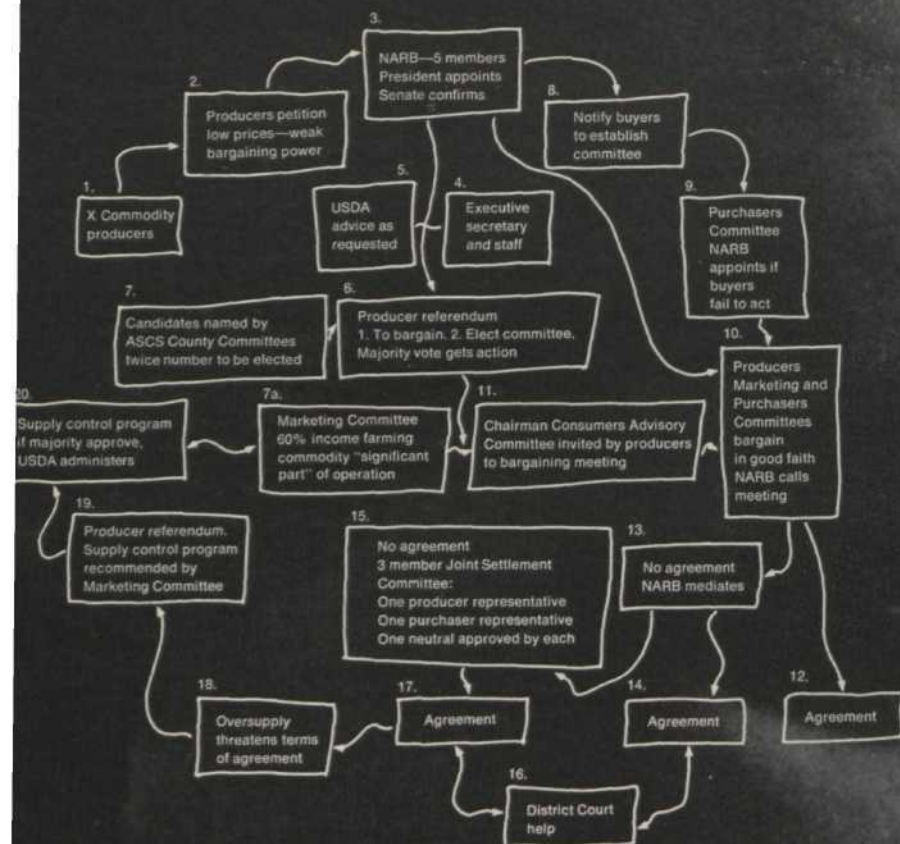 3.
NARB—5 members
President appoints
Senate confirms
2.
Producers petition
low prices—weak
bargaining power
8.
Notify buyers
to establish
committee
1.
X Commodity
producers
5.
USDA
advice as
requested
4.
Executive
secretary
and staff
9.
Purchasers
Committee
NARB
appoints if
buyers
fail to act
7.
Candidates named by
ASCS County Committees
twice number to be elected
6.
Producer referendum
1. To bargain. 2. Elect committee.
Majority vote gets action
10.
Producers
Marketing and
Purchasers
Committees
bargain
in good faith
NARB calls
meeting
20.
Supply control program
if majority approve,
USDA administers
7a.
Marketing Committee
60% income farming
commodity "significant
part" of operation
11.
Chairman Consumers Advisory
Committee invited by producers
to bargaining meeting
19.
Producer referendum.
Supply control program
recommended by
Marketing Committee
15.
No agreement
3 member Joint Settlement
Committee:
One producer representative
One purchaser representative
One neutral approved by each
13.
No agreement
NARB mediates
18.
Oversupply
threatens terms
of agreement
17.
Agreement
14.
Agreement
12.
Agreement
16.
District Court
help